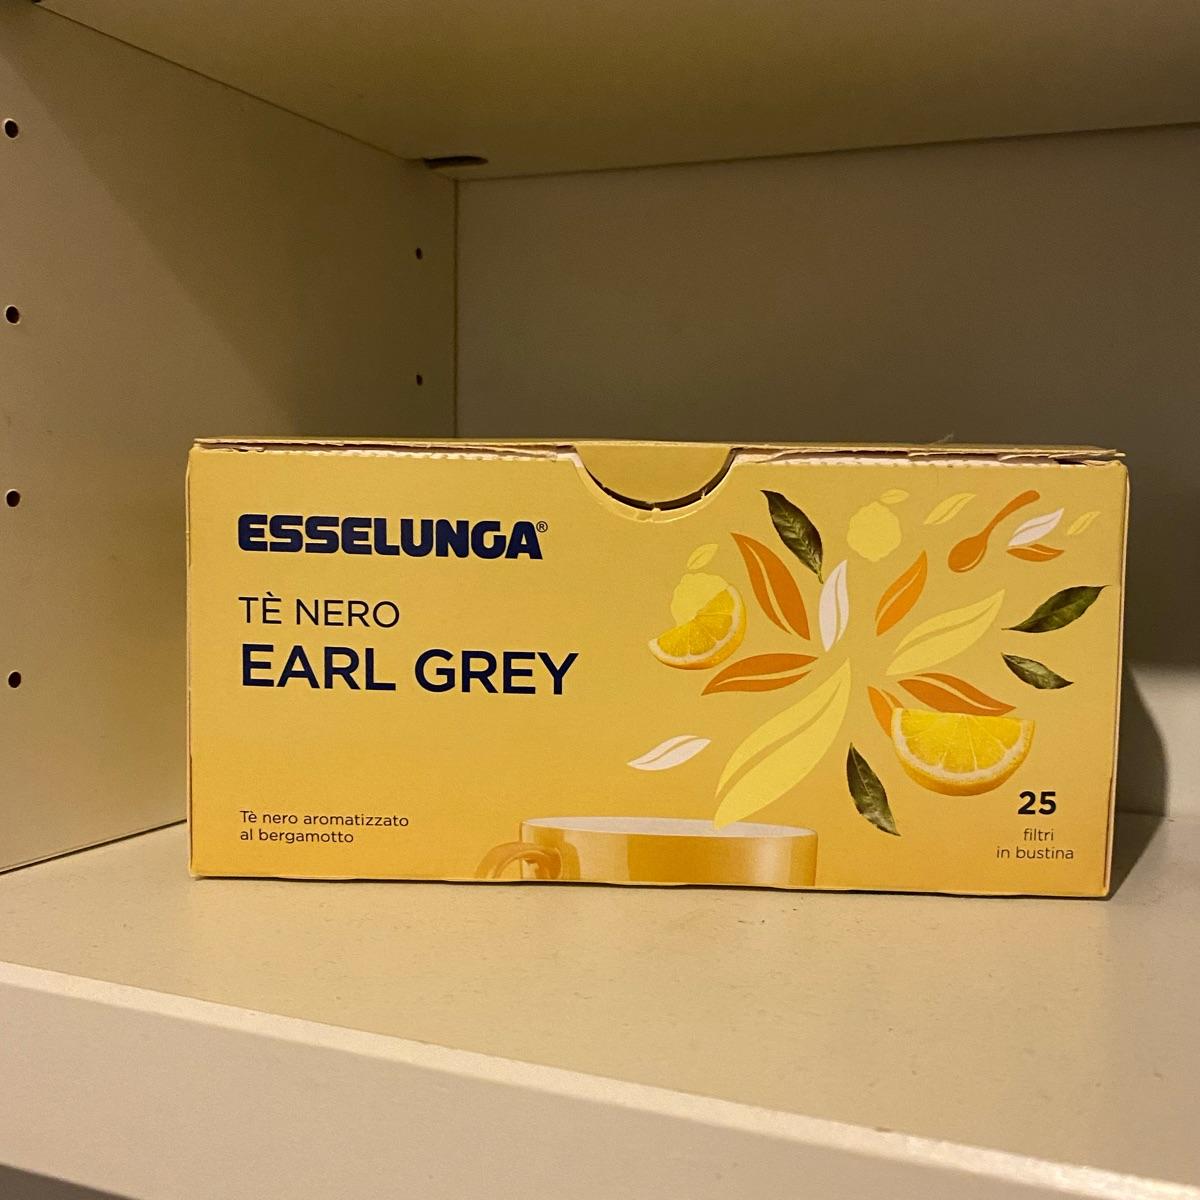 ESSELUNGA®
TÈ NERO
EARL GREY
Tè nero aromatizzato
al bergamotto
25
filtri
in bustina